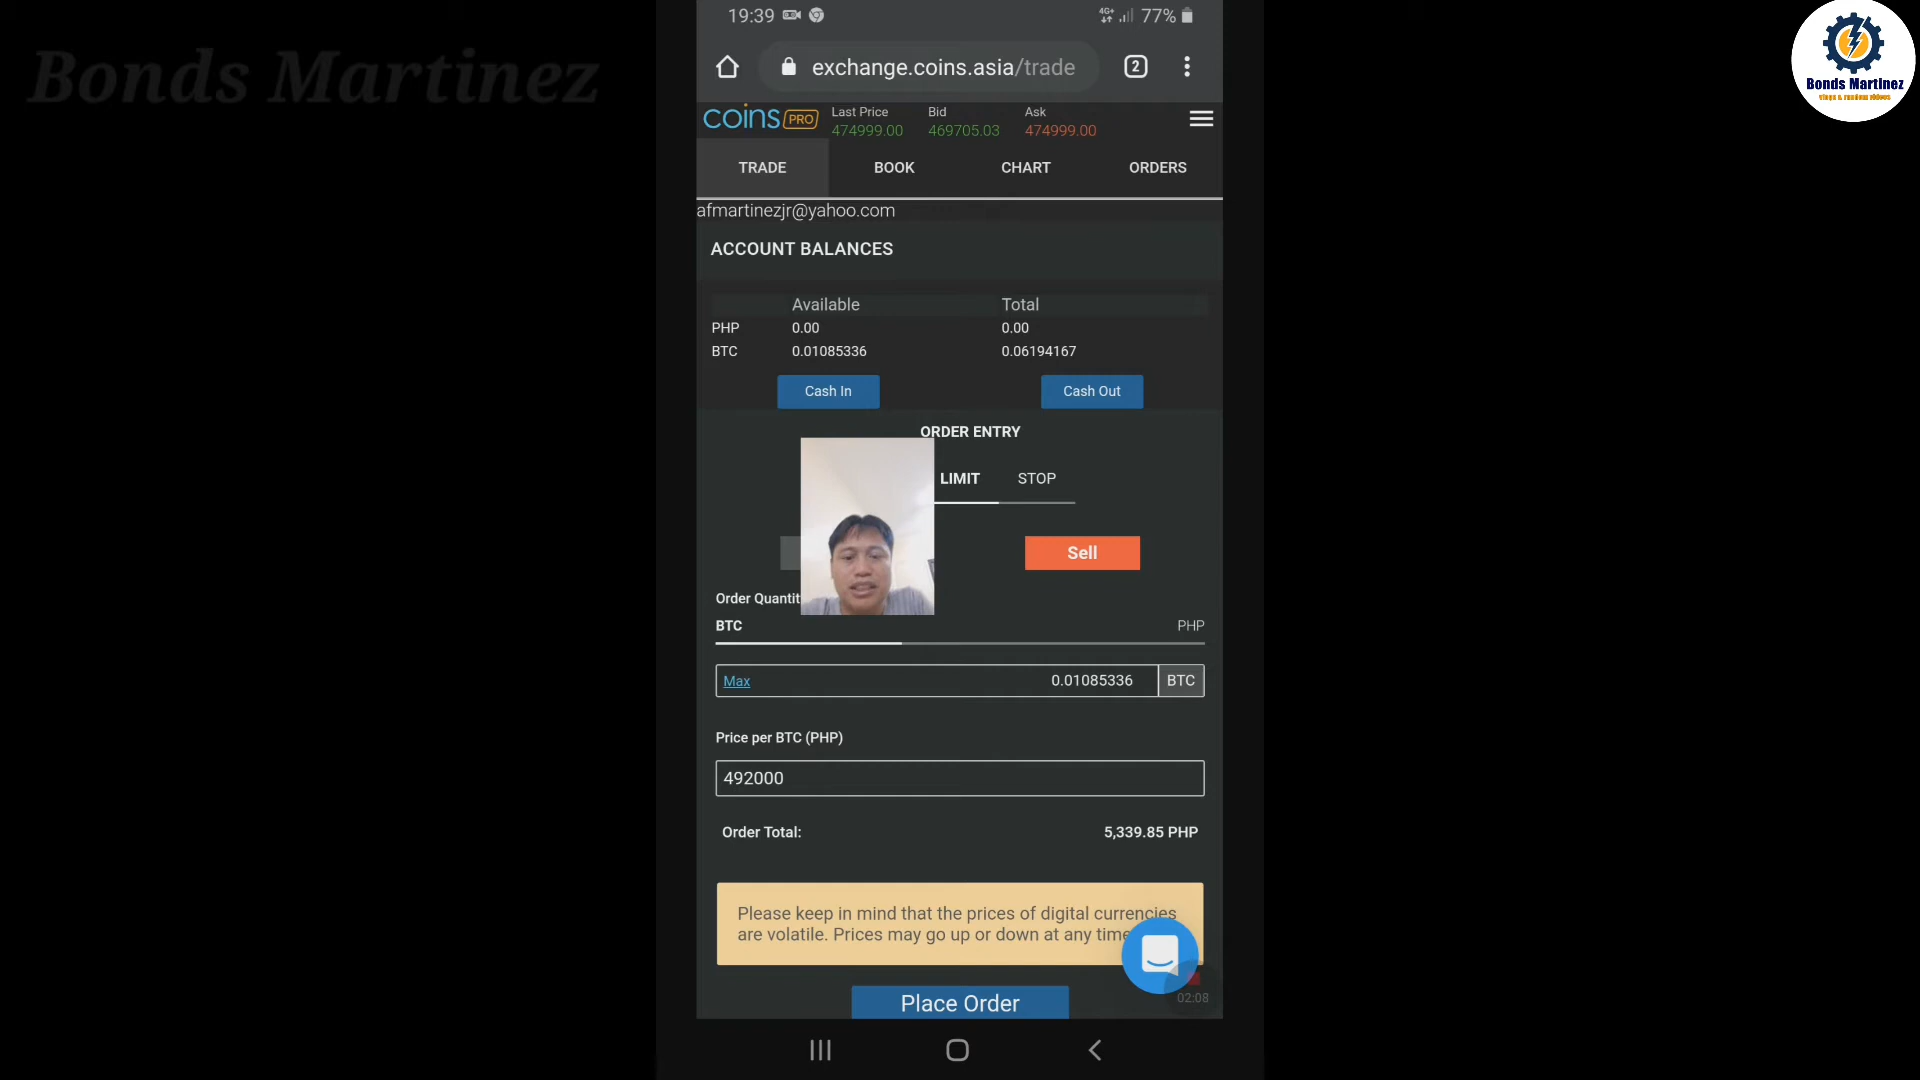 Bonds Martinez
19:39
4G+ 77%
exchange.coins.asia/trade
2
coins PRO
Last Price Bid Ask
474999.00 469705.03 474999.00
TRADE BOOK CHART ORDERS
afmartinezjr@yahoo.com
ACCOUNT BALANCES
Available Total
PHP 0.00 0.00
BTC 0.01085336 0.06194167
Cash In Cash Out
ORDER ENTRY
LIMIT STOP
Sell
Order Quantit
BTC PHP
Max 0.01085336 BTC
Price per BTC (PHP)
492000
Order Total: 5,339.85 PHP
Please keep in mind that the prices of digital currencies
are volatile. Prices may go up or down at any time
Place Order
02:08
Bonds Martinez
vlogs & random videos